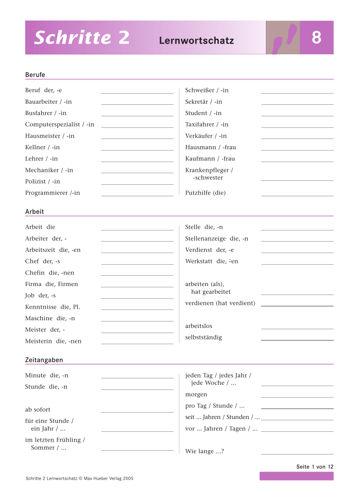 Schritte 2
Lernwortschatz
8
Berufe
Beruf der, -e
Bauarbeiter / -in
Busfahrer / -in
Computerspezialist / -in
Hausmeister / -in
Kellner / -in
Lehrer / -in
Mechaniker / -in
Polizist / -in
Programmierer /-in
Schweißer / -in
Sekretär / -in
Student / -in
Taxifahrer / -in
Verkäufer / -in
Hausmann / -frau
Kaufmann / -frau
Krankenpfleger /
-schwester
Putzhilfe (die)
Arbeit
Arbeit die
Arbeiter der, -
Arbeitszeit die, -en
Chef der, -s
Chefin die, -nen
Firma die, Firmen
Job der, -s
Kenntnisse die, Pl.
Maschine die, -n
Meister der, -
Meisterin die, -nen
Stelle die, -n
Stellenanzeige die, -n
Verdienst der, -e
Werkstatt die, ¨-en
arbeiten (als),
hat gearbeitet
verdienen (hat verdient)
arbeitslos
selbstständig
Zeitangaben
Minute die, -n
Stunde die, -n
ab sofort
für eine Stunde /
ein Jahr / ...
im letzten Frühling /
Sommer / ...
jeden Tag / jedes Jahr /
jede Woche / ...
morgen
pro Tag / Stunde / ...
seit ... Jahren / Stunden / ...
vor ... Jahren / Tagen / ...
Wie lange ...?
Seite 1 von 12
Schritte 2 Lernwortschatz © Max Hueber Verlag 2005